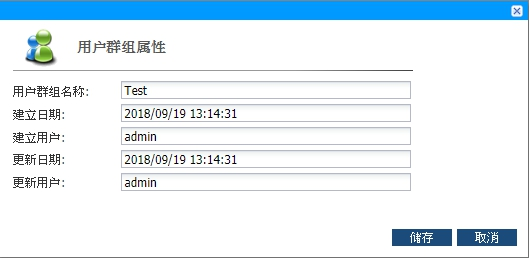 用户群组属性
用户群组名称: Test
建立日期: 2018/09/19 13:14:31
建立用户: admin
更新日期: 2018/09/19 13:14:31
更新用户: admin
储存 取消